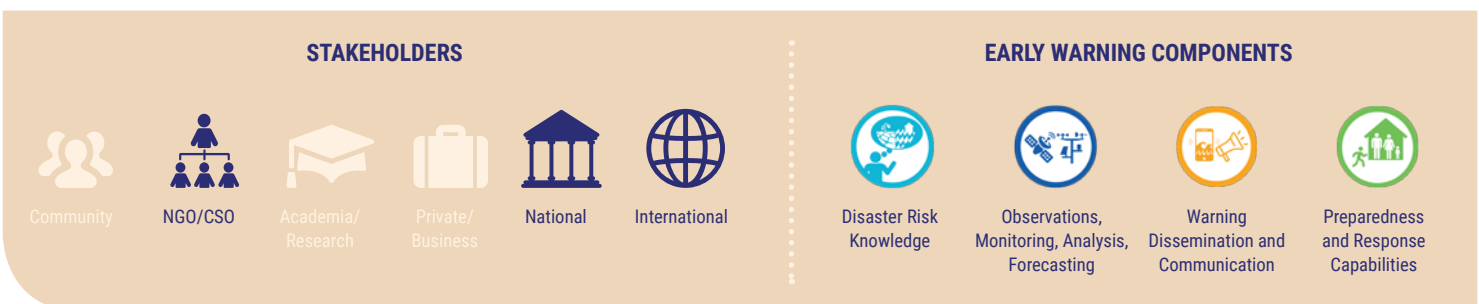 STAKEHOLDERS
Community
NGO/CSO
Academia/
Research
Private/
Business
National
International
EARLY WARNING COMPONENTS
Disaster Risk
Knowledge
Observations,
Monitoring, Analysis,
Forecasting
Warning
Dissemination and
Communication
Preparedness
and Response
Capabilities